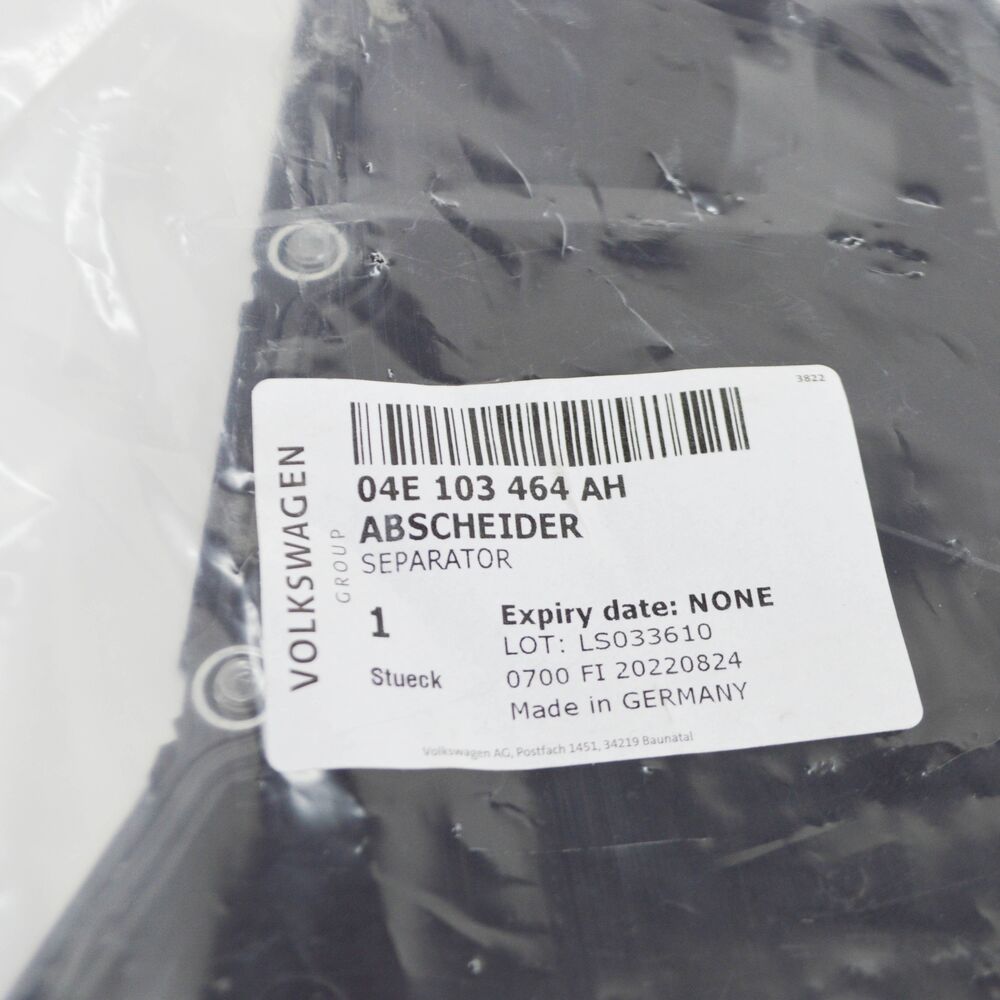 3822
VOLKSWAGEN
GROUP
04E 103 464 AH
ABSCHEIDER
SEPARATOR
1
Stueck
Expiry date: NONE
LOT: LS033610
0700 FI 20220824
Made in GERMANY
Volkswagen AG, Postfach 1451, 34219 Baunatal